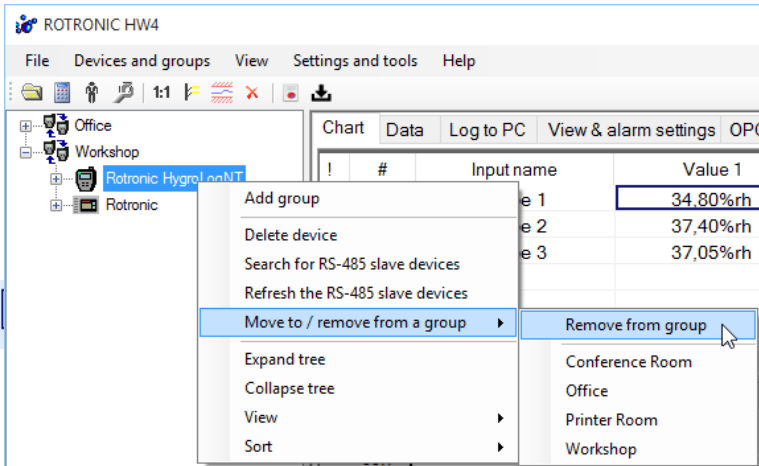 ROTRONIC HW4
File Devices and groups View Settings and tools Help
1:1
Office
Workshop
Rotronic HygroLogNT
Rotronic
Chart Data Log to PC View & alarm settings OPC
! # Input name Value 1
e 1 34,80%rh
e 2 37,40%rh
e 3 37,05%rh
Add group
Delete device
Search for RS-485 slave devices
Refresh the RS-485 slave devices
Move to / remove from a group
Expand tree
Collapse tree
View
Sort
Remove from group
Conference Room
Office
Printer Room
Workshop